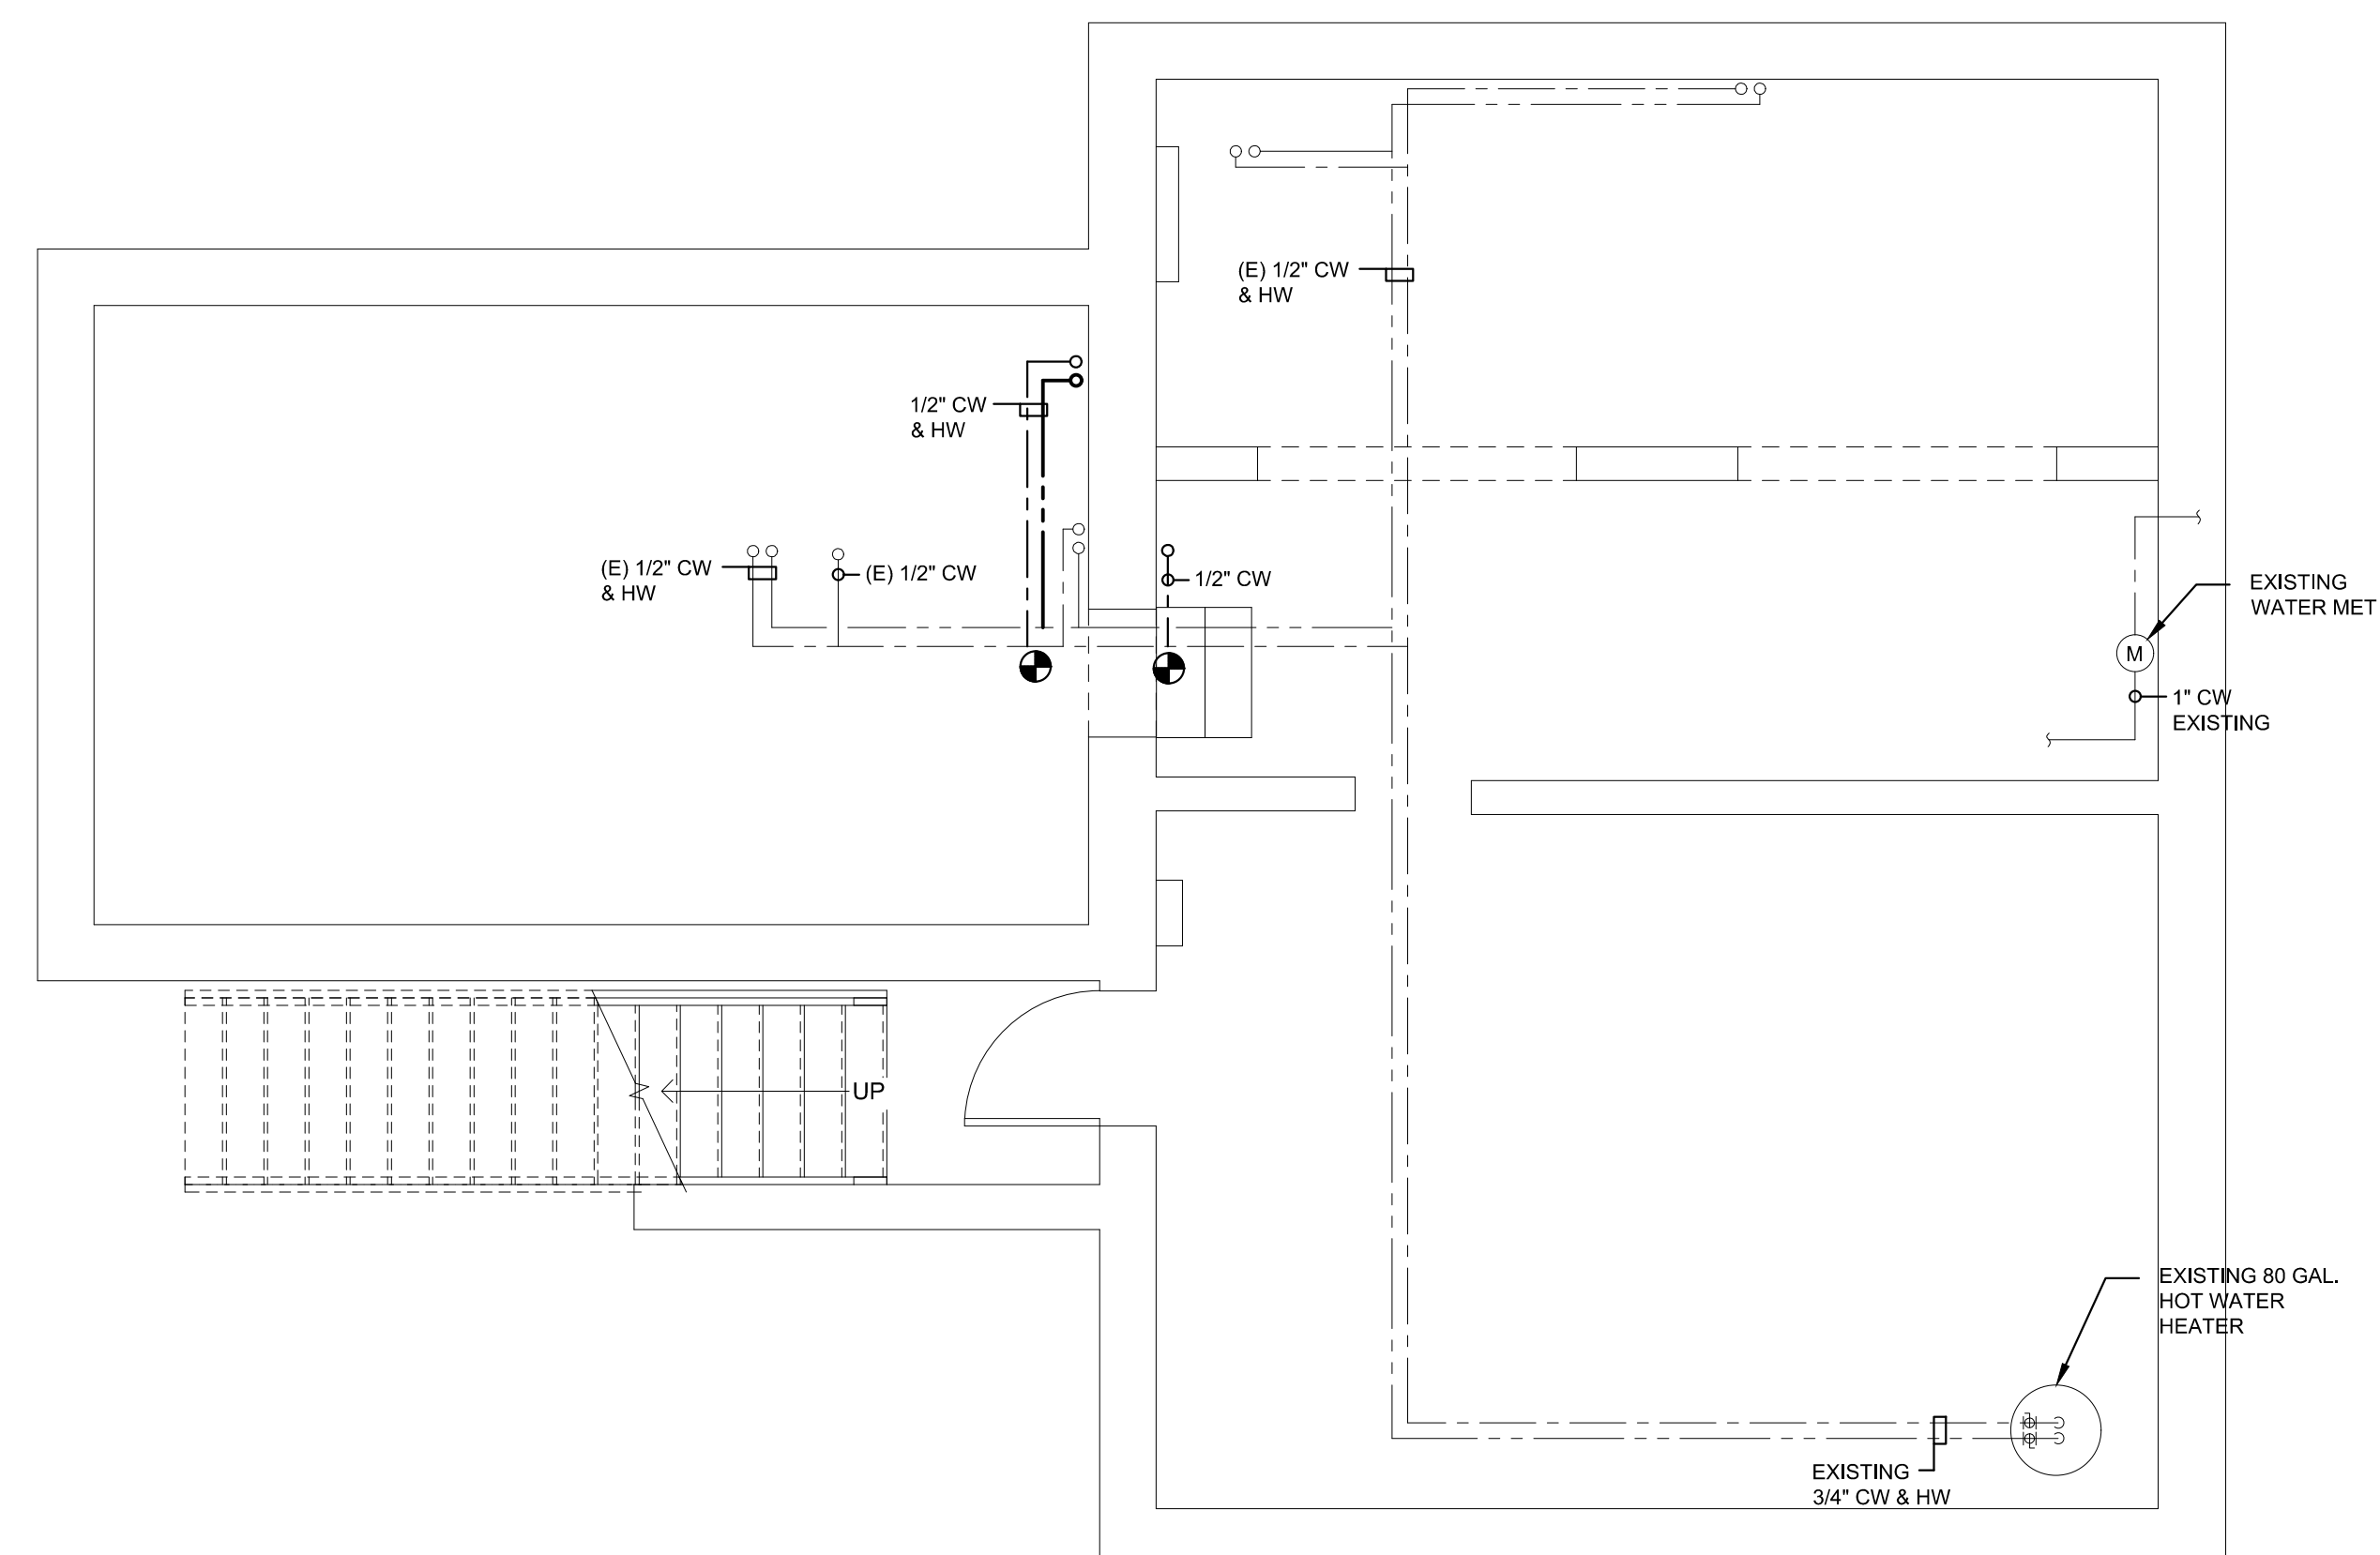 (E) 1/2" CW
& HW
1/2" CW
& HW
(E) 1/2" CW
& HW
(E) 1/2" CW
1/2" CW
EXISTING
WATER MET
M
1" CW
EXISTING
UP
EXISTING 80 GAL.
HOT WATER
HEATER
EXISTING
3/4" CW & HW